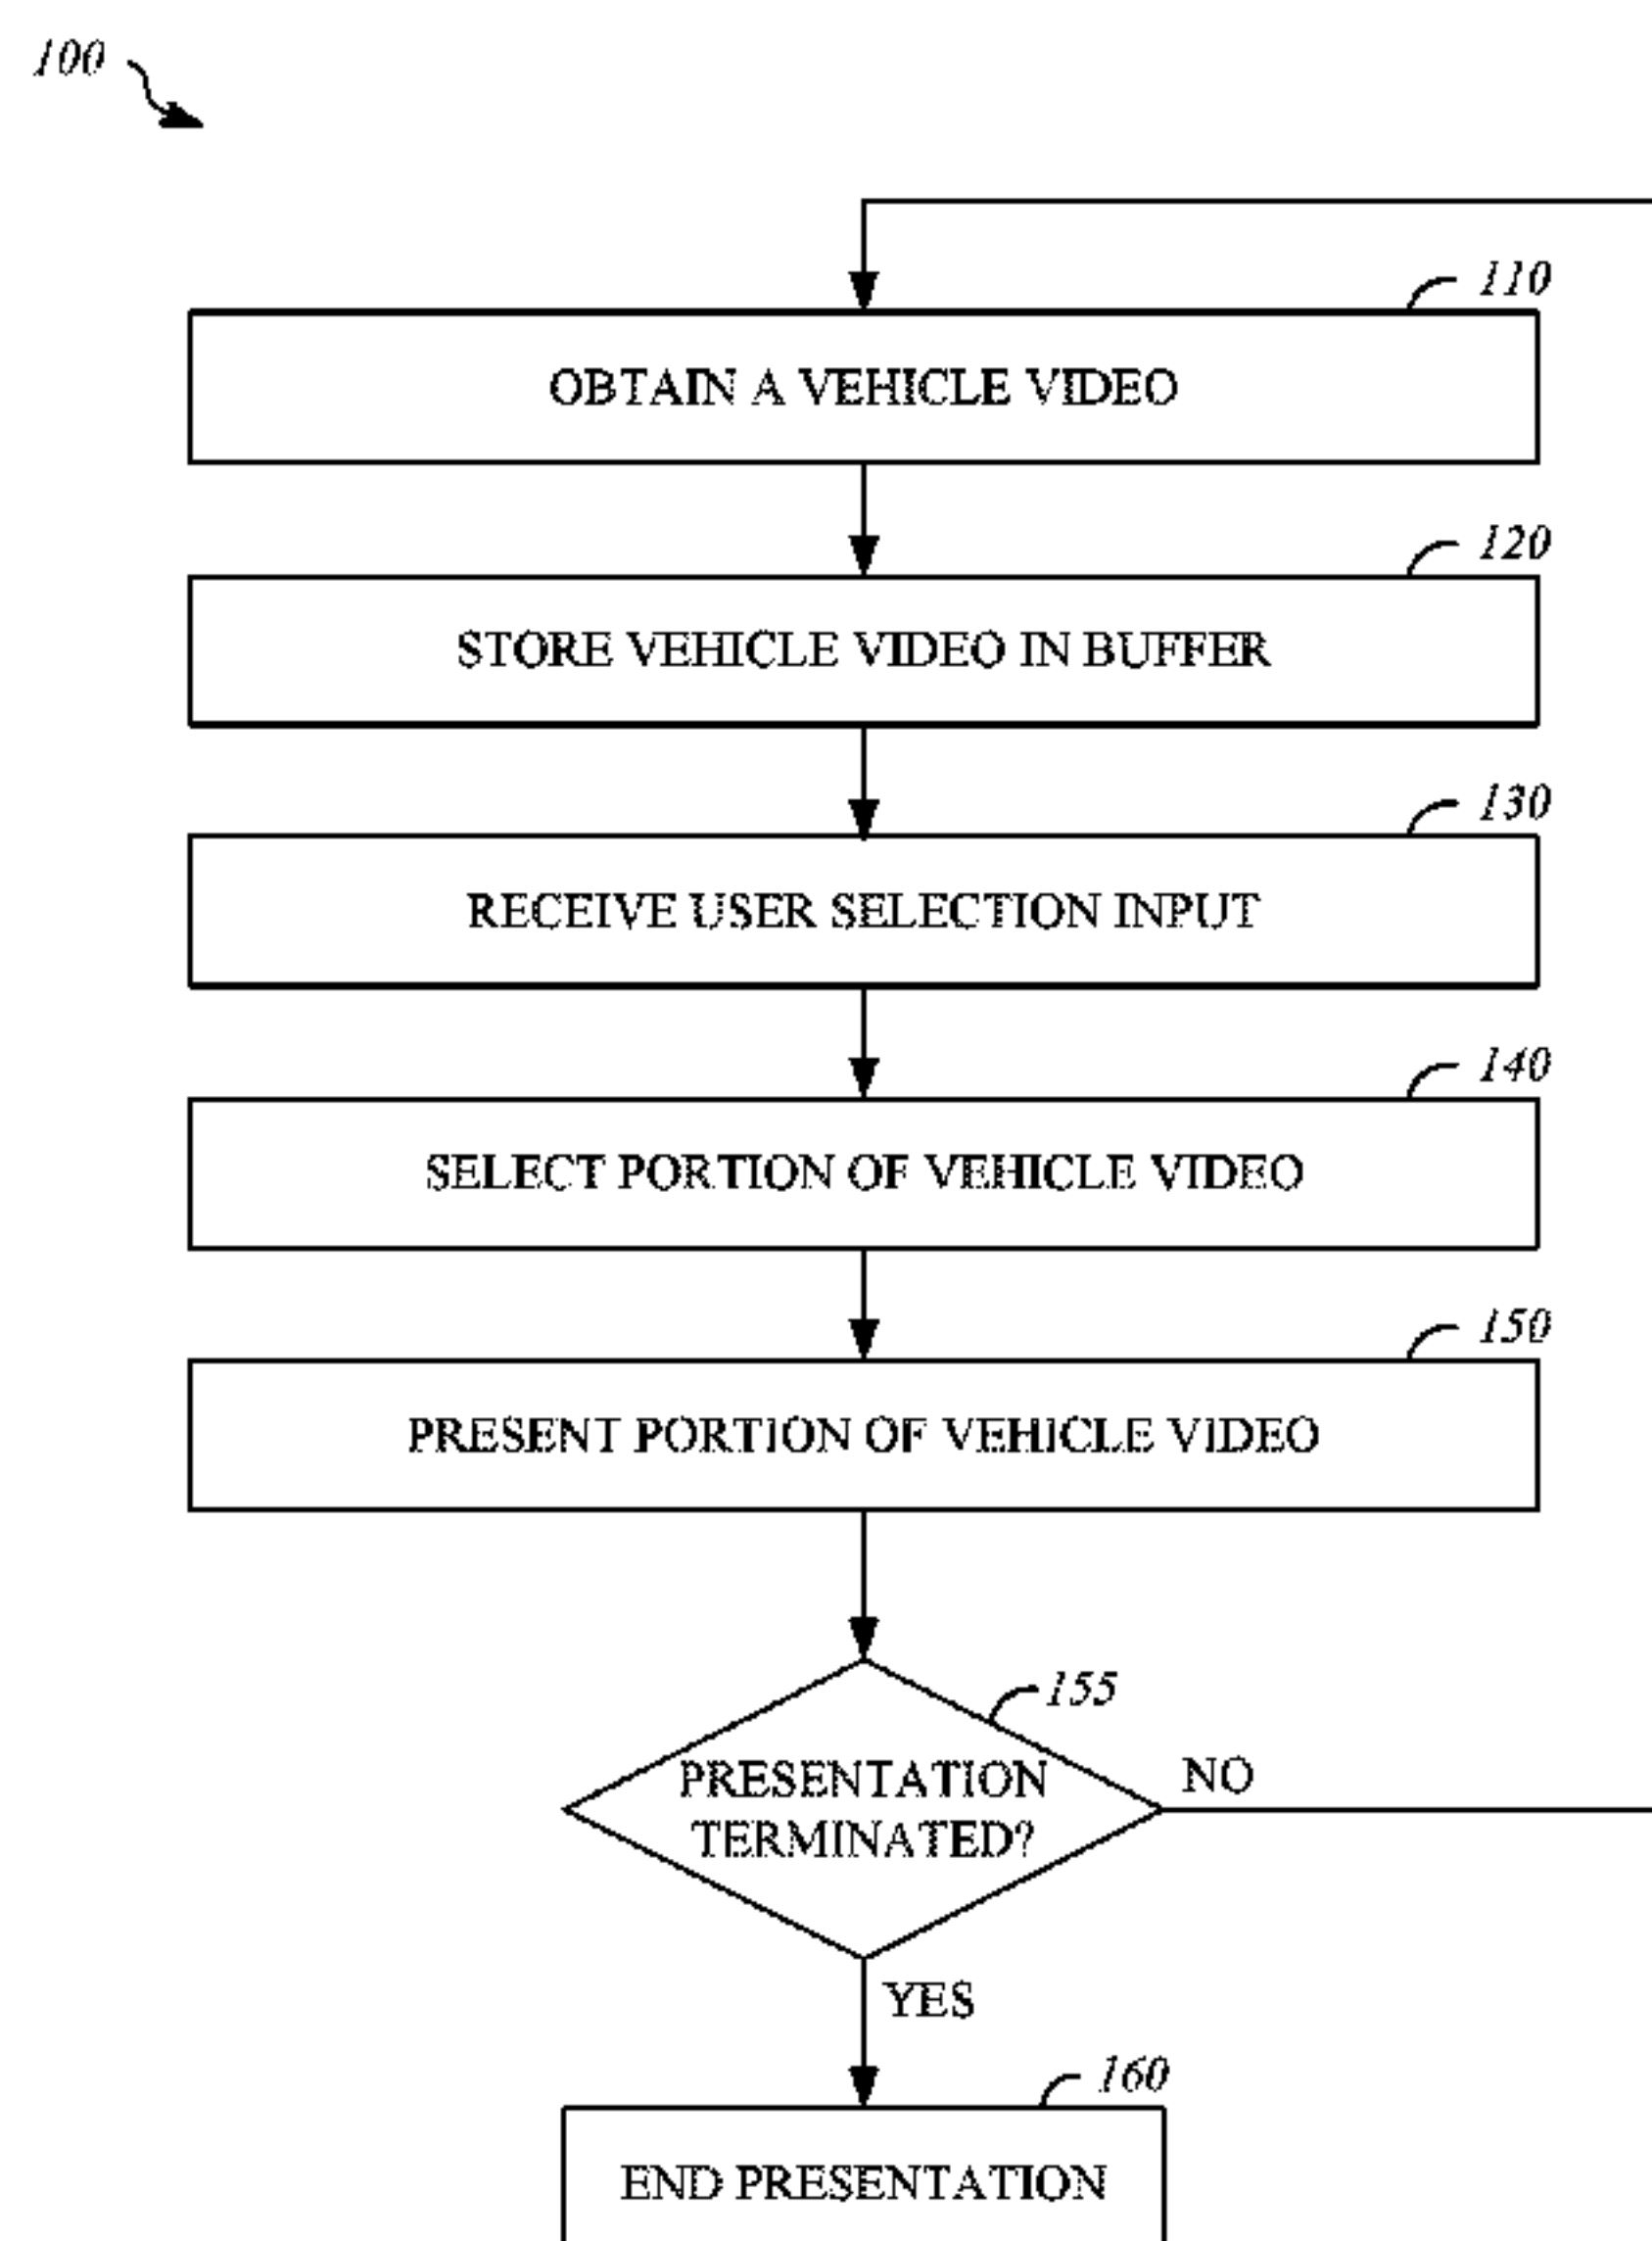 100
110
OBTAIN A VEHICLE VIDEO
120
STORE VEHICLE VIDEO IN BUFFER
130
RECEIVE USER SELECTION INPUT
140
SELECT PORTION OF VEHICLE VIDEO
150
PRESENT PORTION OF VEHICLE VIDEO
155
PRESENTATION
TERMINATED?
NO
YES
160
END PRESENTATION